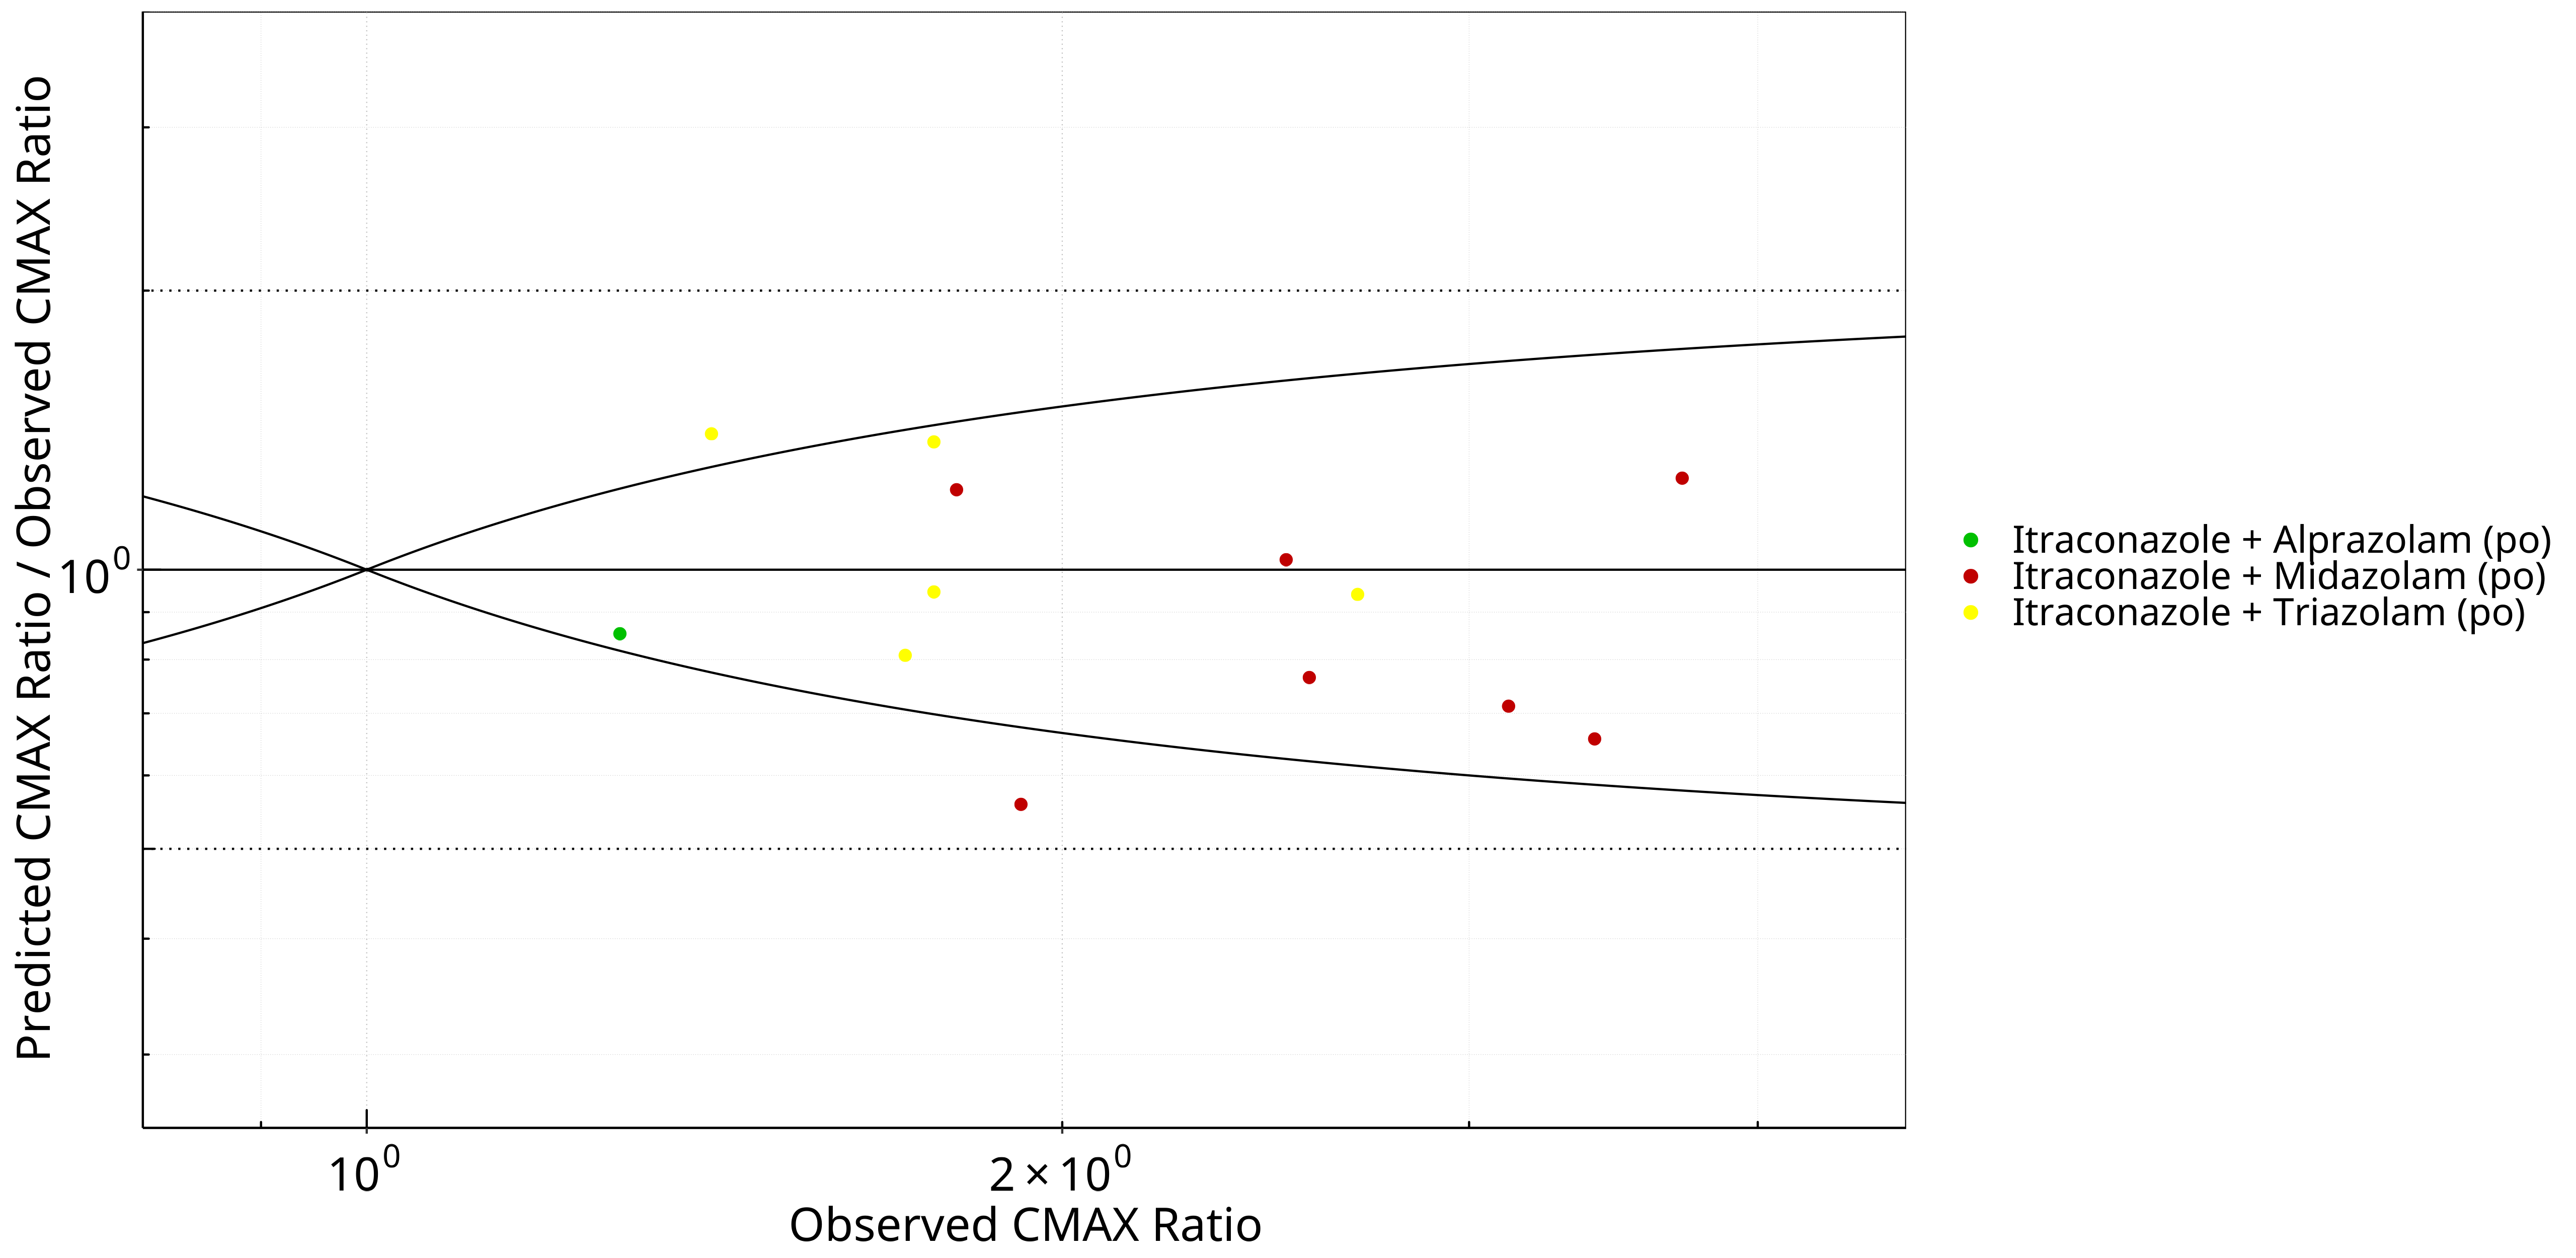 Predicted CMAX Ratio / Observed CMAX Ratio
10⁰
10⁰
2×10⁰
Observed CMAX Ratio
Itraconazole + Alprazolam (po)
Itraconazole + Midazolam (po)
Itraconazole + Triazolam (po)